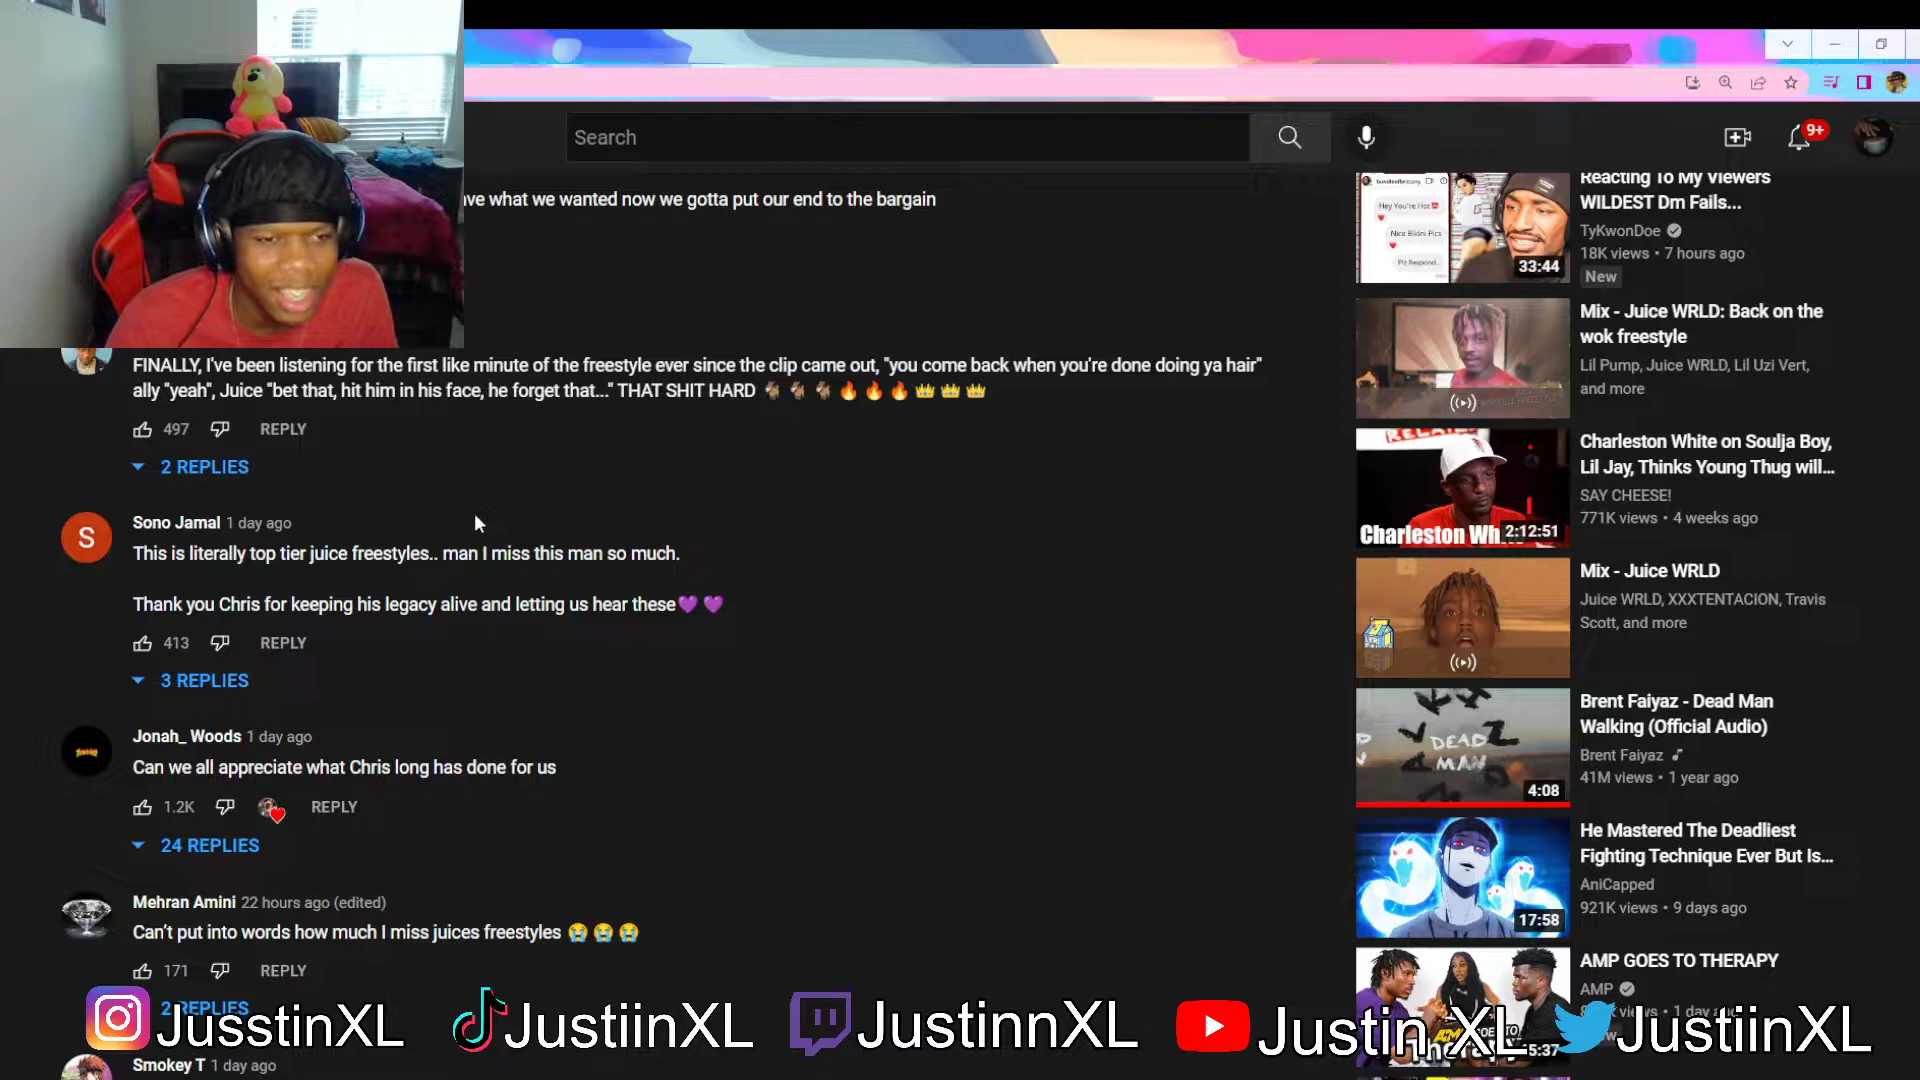 Search
9+
ave what we wanted now we gotta put our end to the bargain
FINALLY, I've been listening for the first like minute of the freestyle ever since the clip came out, "you come back when you're done doing ya hair"
ally "yeah", Juice "bet that, hit him in his face, he forget that..." THAT SHIT HARD 🐐 🐐 🐐 🔥 🔥 🔥 👑 👑 👑
497 REPLY
2 REPLIES
S
Sono Jamal 1 day ago
This is literally top tier juice freestyles.. man I miss this man so much.
Thank you Chris for keeping his legacy alive and letting us hear these💜 💜
413 REPLY
3 REPLIES
Jonah_ Woods 1 day ago
Can we all appreciate what Chris long has done for us
1.2K REPLY
24 REPLIES
Mehran Amini 22 hours ago (edited)
Can't put into words how much I miss juices freestyles 😭 😭 😭
171 REPLY
2 REPLIES
Smokey T 1 day ago
Hey You're Hot
Nice Bikini Pics
33:44
Reacting To My Viewers
WILDEST Dm Fails...
TyKwonDoe
18K views • 7 hours ago
New
Mix - Juice WRLD: Back on the
wok freestyle
Lil Pump, Juice WRLD, Lil Uzi Vert,
and more
Charleston Wh
2:12:51
Charleston White on Soulja Boy,
Lil Jay, Thinks Young Thug will...
SAY CHEESE!
771K views • 4 weeks ago
Mix - Juice WRLD
Juice WRLD, XXXTENTACION, Travis
Scott, and more
DEAD
MAN
4:08
Brent Faiyaz - Dead Man
Walking (Official Audio)
Brent Faiyaz
41M views • 1 year ago
17:58
He Mastered The Deadliest
Fighting Technique Ever But Is...
AniCapped
921K views • 9 days ago
AMP GOES TO THERAPY
AMP
JusstinXL
JustiinXL
JustinnXL
Justin XL
JustiinXL